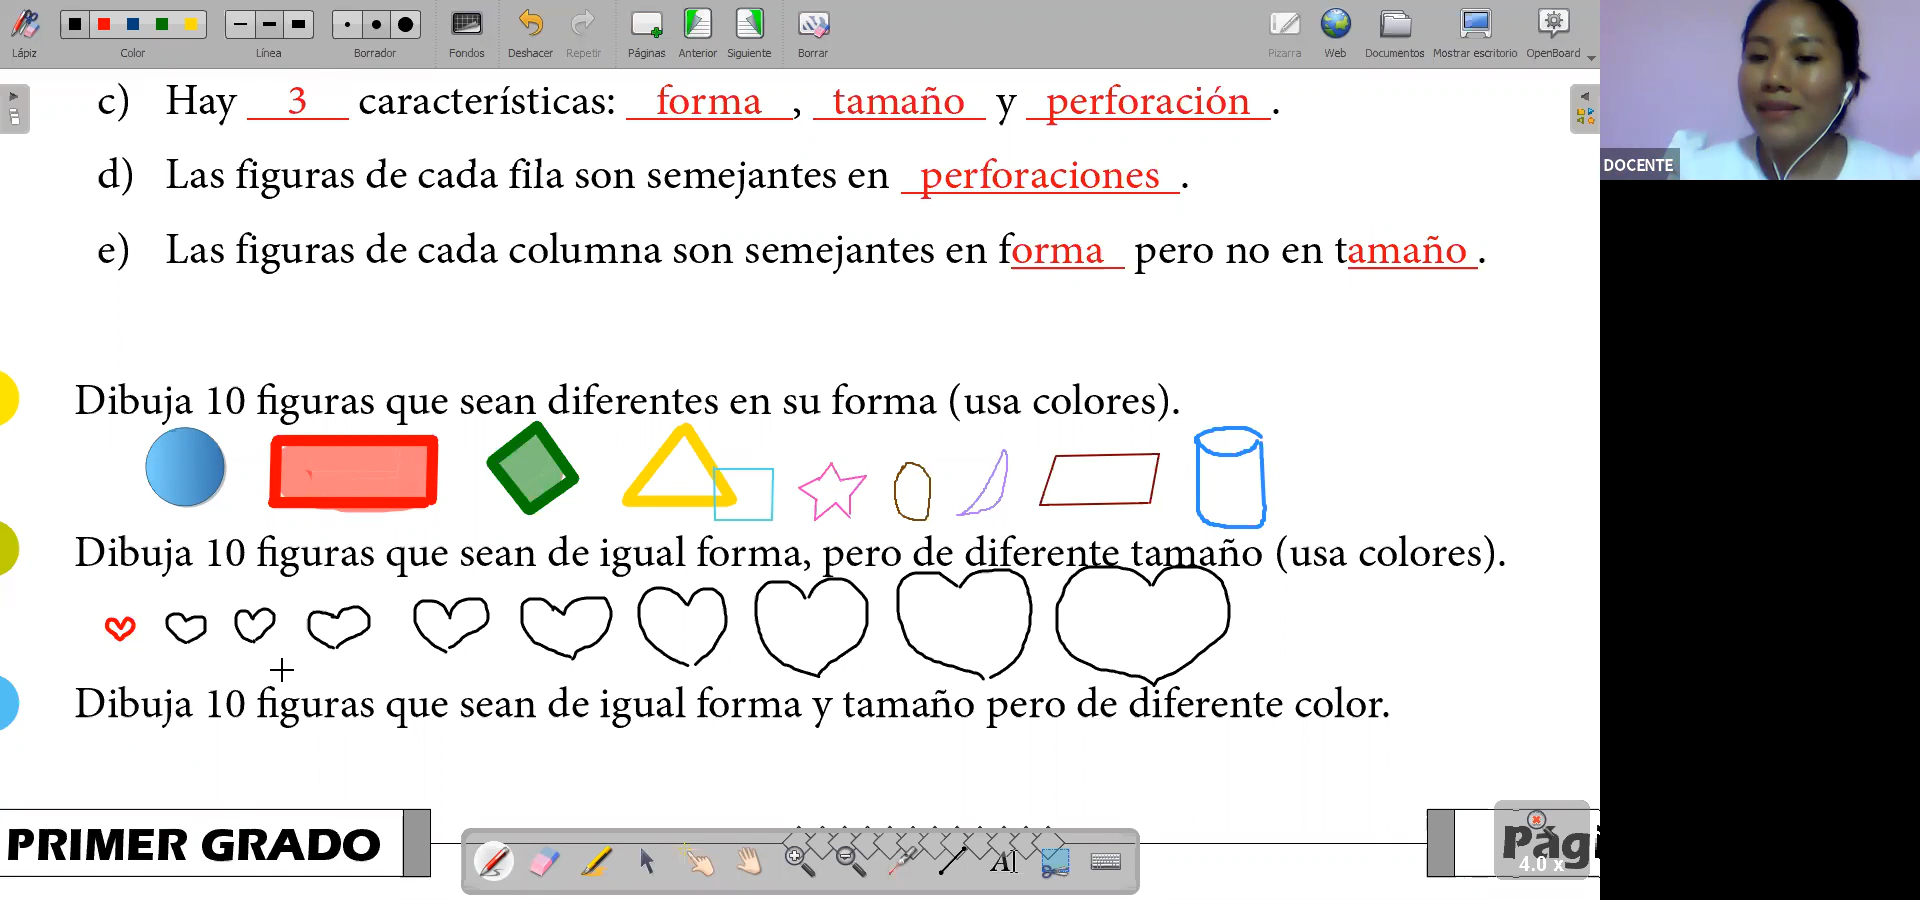 Lápiz Color Línea Borrador Fondos Deshacer Repetir Páginas Anterior Siguiente Borrar Pizarra Web Documentos Mostrar escritorio OpenBoard
DOCENTE
c) Hay 3 características: forma, tamaño y perforación.
d) Las figuras de cada fila son semejantes en perforaciones.
e) Las figuras de cada columna son semejantes en forma pero no en tamaño.
Dibuja 10 figuras que sean diferentes en su forma (usa colores).
Dibuja 10 figuras que sean de igual forma, pero de diferente tamaño (usa colores).
Dibuja 10 figuras que sean de igual forma y tamaño pero de diferente color.
PRIMER GRADO
4.0 x